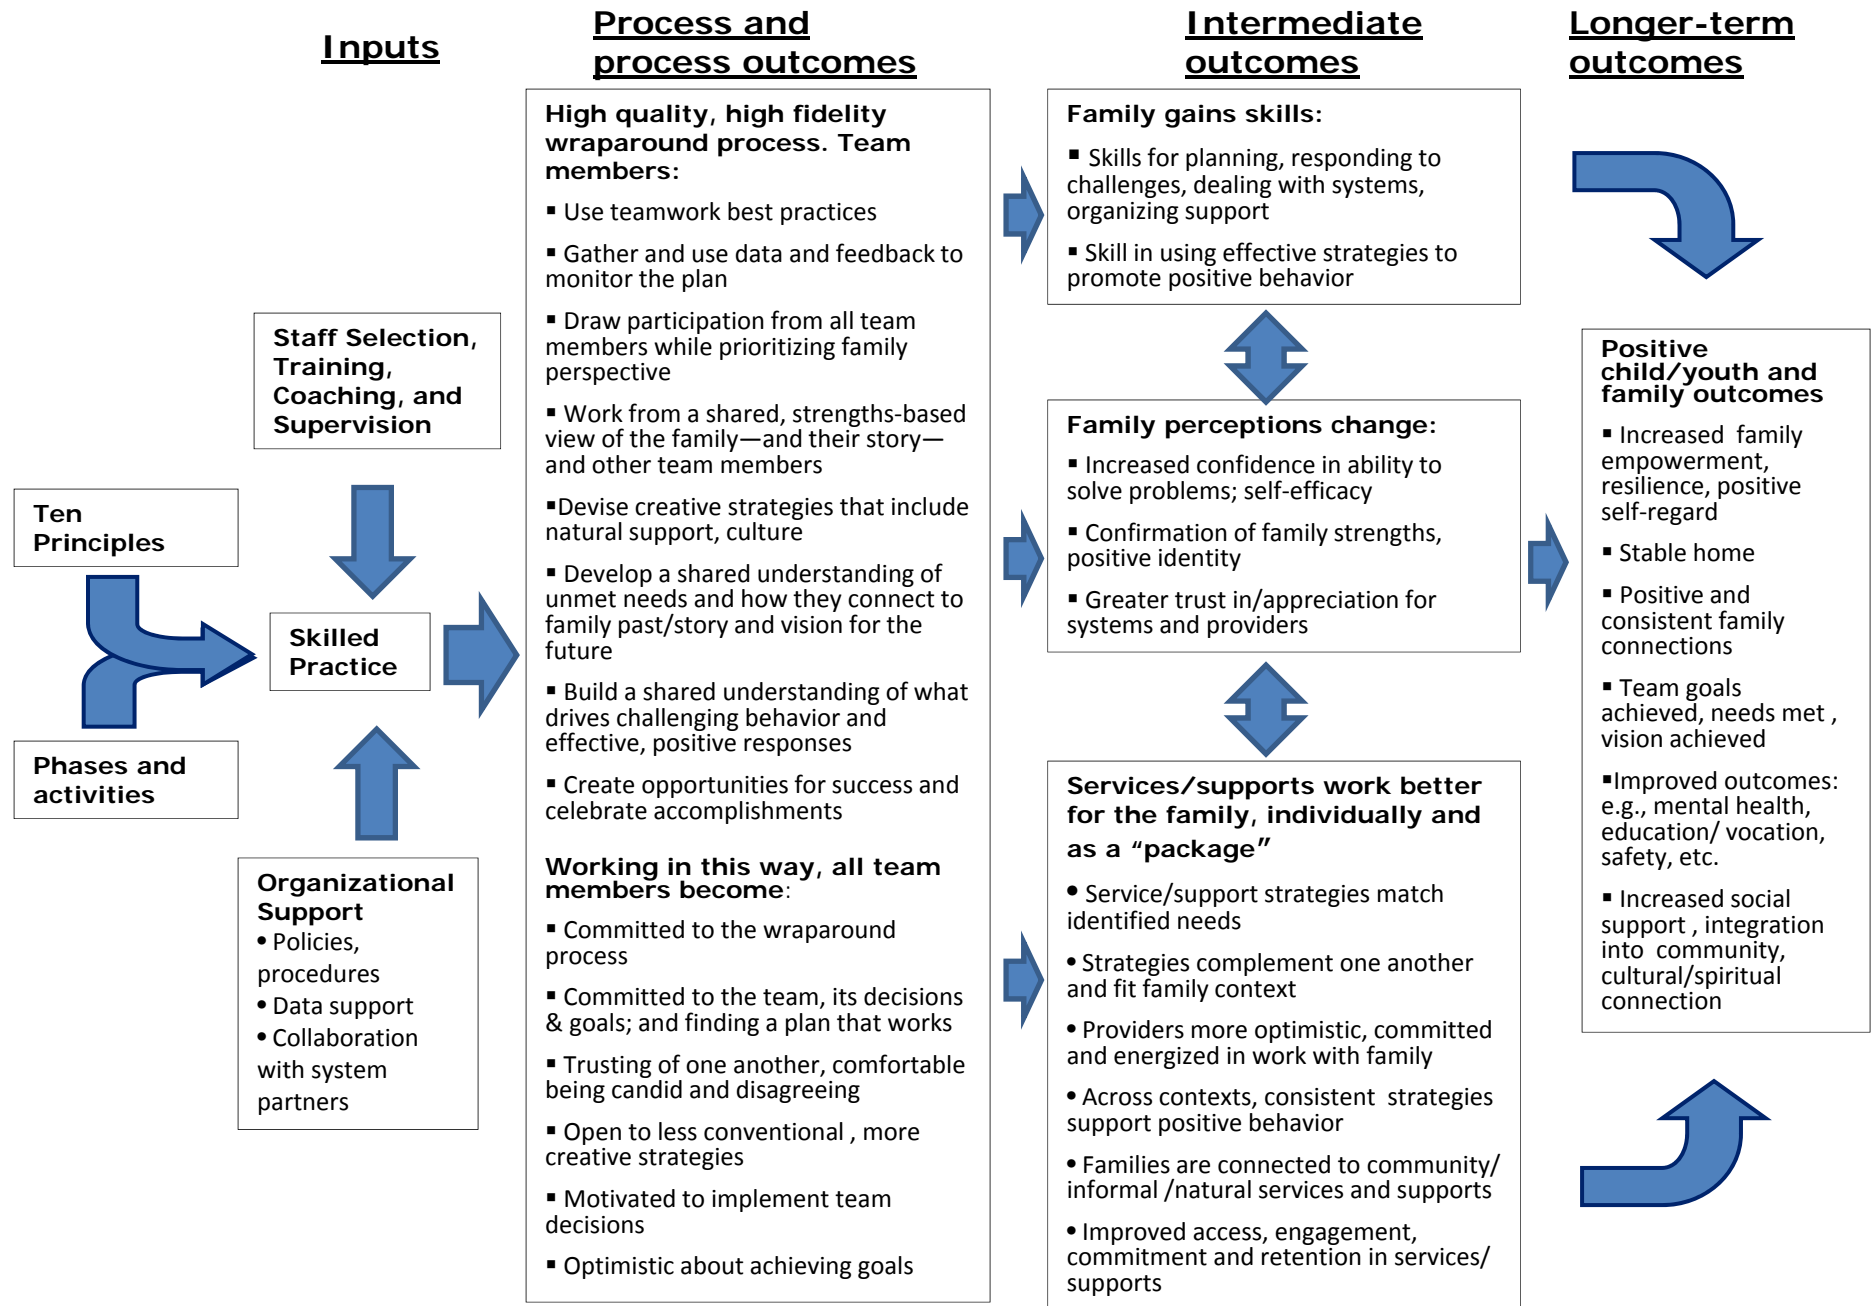 Inputs
Process and
process outcomes
Intermediate
outcomes
Longer-term
outcomes
Ten
Principles
Phases and
activities
Staff Selection,
Training,
Coaching, and
Supervision
Skilled
Practice
Organizational
Support
• Policies,
procedures
• Data support
• Collaboration
with system
partners
High quality, high fidelity
wraparound process. Team
members:
▪ Use teamwork best practices
▪ Gather and use data and feedback to
monitor the plan
▪ Draw participation from all team
members while prioritizing family
perspective
▪ Work from a shared, strengths-based
view of the family—and their story—
and other team members
▪Devise creative strategies that include
natural support, culture
▪ Develop a shared understanding of
unmet needs and how they connect to
family past/story and vision for the
future
▪ Build a shared understanding of what
drives challenging behavior and
effective, positive responses
▪ Create opportunities for success and
celebrate accomplishments
Working in this way, all team
members become:
▪ Committed to the wraparound
process
▪ Committed to the team, its decisions
& goals; and finding a plan that works
▪ Trusting of one another, comfortable
being candid and disagreeing
▪ Open to less conventional , more
creative strategies
▪ Motivated to implement team
decisions
▪ Optimistic about achieving goals
Family gains skills:
▪ Skills for planning, responding to
challenges, dealing with systems,
organizing support
▪ Skill in using effective strategies to
promote positive behavior
Family perceptions change:
▪ Increased confidence in ability to
solve problems; self-efficacy
▪ Confirmation of family strengths,
positive identity
▪ Greater trust in/appreciation for
systems and providers
Services/supports work better
for the family, individually and
as a “package”
• Service/support strategies match
identified needs
• Strategies complement one another
and fit family context
• Providers more optimistic, committed
and energized in work with family
• Across contexts, consistent strategies
support positive behavior
• Families are connected to community/
informal /natural services and supports
• Improved access, engagement,
commitment and retention in services/
supports
Positive
child/youth and
family outcomes
▪ Increased family
empowerment,
resilience, positive
self-regard
▪ Stable home
▪ Positive and
consistent family
connections
▪ Team goals
achieved, needs met ,
vision achieved
▪Improved outcomes:
e.g., mental health,
education/ vocation,
safety, etc.
▪ Increased social
support , integration
into community,
cultural/spiritual
connection